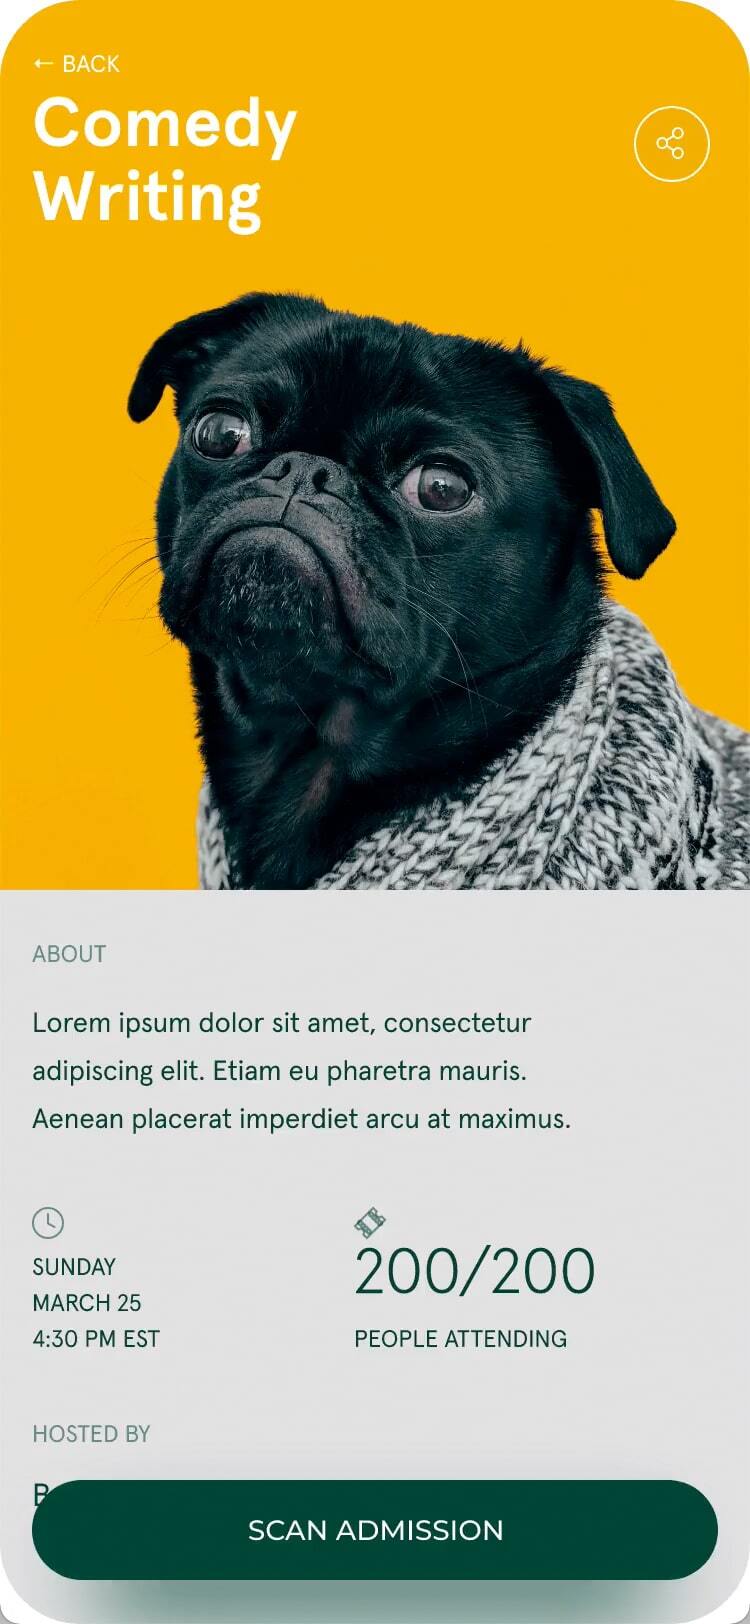 ← BACK
Comedy
Writing
ABOUT
Lorem ipsum dolor sit amet, consectetur
adipiscing elit. Etiam eu pharetra mauris.
Aenean placerat imperdiet arcu at maximus.
SUNDAY
MARCH 25
4:30 PM EST
200/200
PEOPLE ATTENDING
HOSTED BY
SCAN ADMISSION